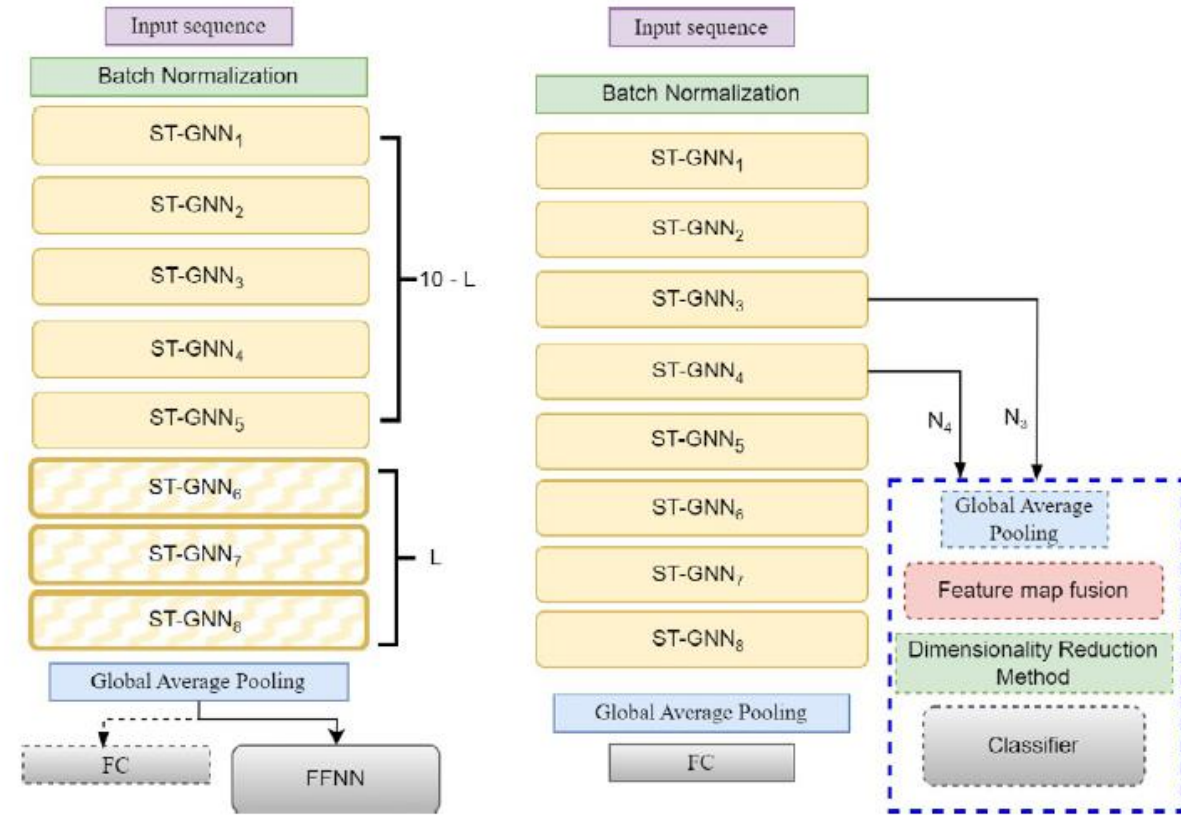 Input sequence
Batch Normalization
ST-GNN₁
ST-GNN₂
ST-GNN₃
ST-GNN₄
ST-GNN₅
ST-GNN₆
ST-GNN₇
ST-GNN₈
10 - L
L
Global Average Pooling
FC
FFNN
Input sequence
Batch Normalization
ST-GNN₁
ST-GNN₂
ST-GNN₃
ST-GNN₄
ST-GNN₅
ST-GNN₆
ST-GNN₇
ST-GNN₈
Global Average Pooling
FC
N₄
N₃
Global Average
Pooling
Feature map fusion
Dimensionality Reduction
Method
Classifier